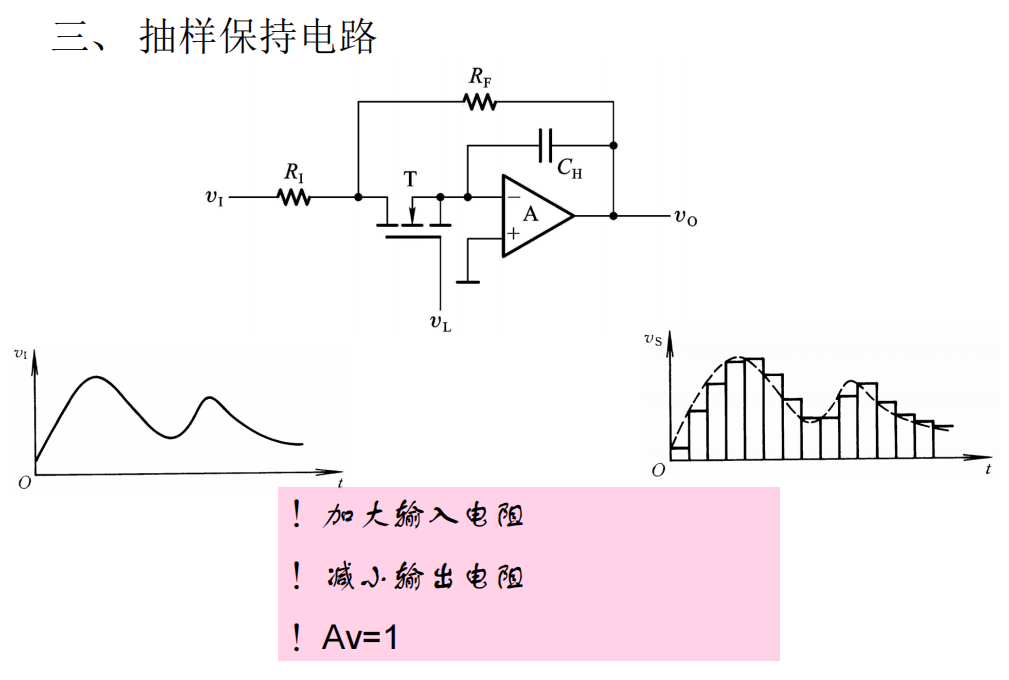 三、 抽样保持电路
R_F
C_H
R_I
T
v_I
− A +
v_O
v_L
v_I
O
t
v_S
O
t
! 加大输入电阻
! 减小输出电阻
! Av=1